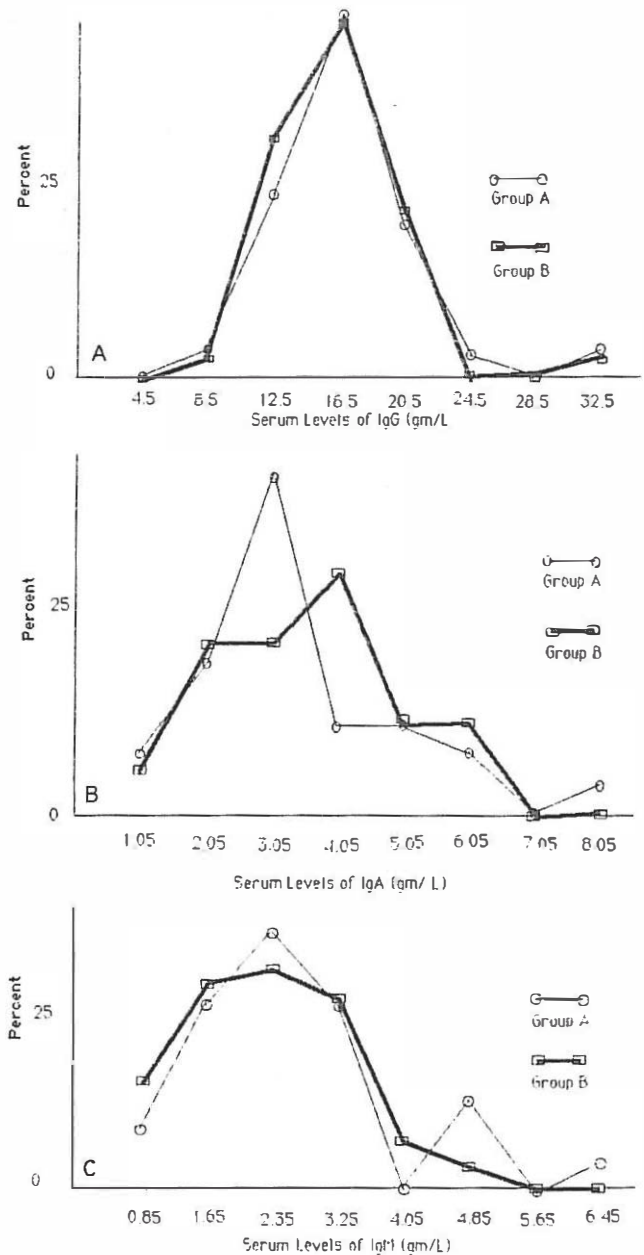 Percent
25
0
A
Group A
Group B
4.5 8.5 12.5 16.5 20.5 24.5 28.5 32.5
Serum Levels of IgG (gm/L
Percent
25
0
B
Group A
Group B
1.05 2.05 3.05 4.05 5.05 6.05 7.05 8.05
Serum Levels of IgA (gm/ L)
Percent
25
0
C
Group A
Group B
0.85 1.65 2.35 3.25 4.05 4.85 5.65 6.45
Serum Levels of IgM (gm/L)